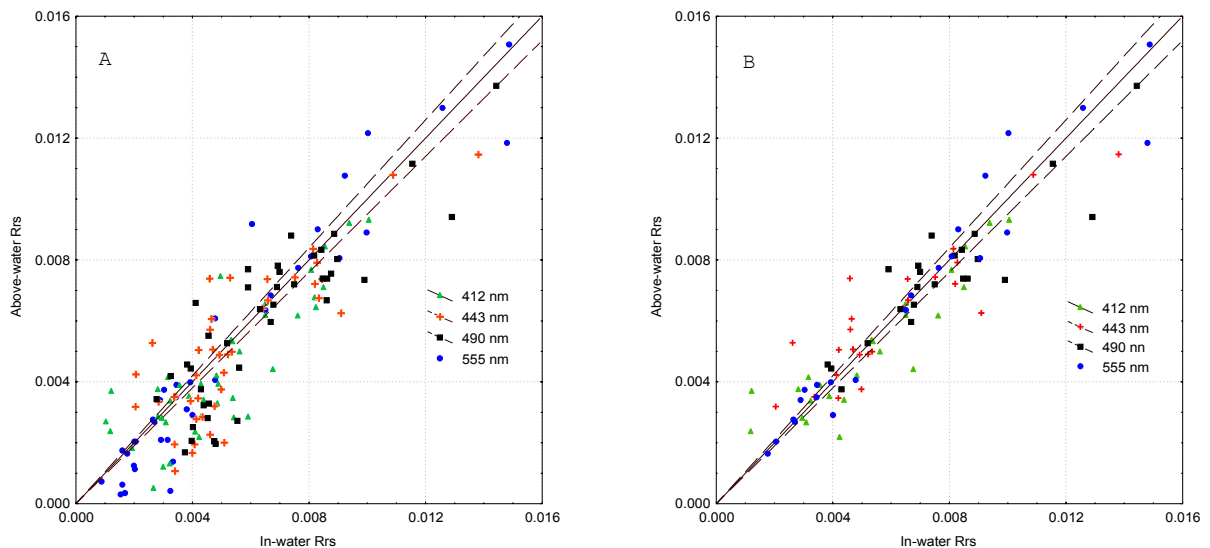 A
0.016
0.012
0.008
0.004
0.000
Above-water Rrs
412 nm
443 nm
490 nm
555 nm
0.000 0.004 0.008 0.012 0.016
In-water Rrs
B
0.016
0.012
0.008
0.004
0.000
Above-water Rrs
412 nm
443 nm
490 nn
555 nm
0.000 0.004 0.008 0.012 0.016
In-water Rrs